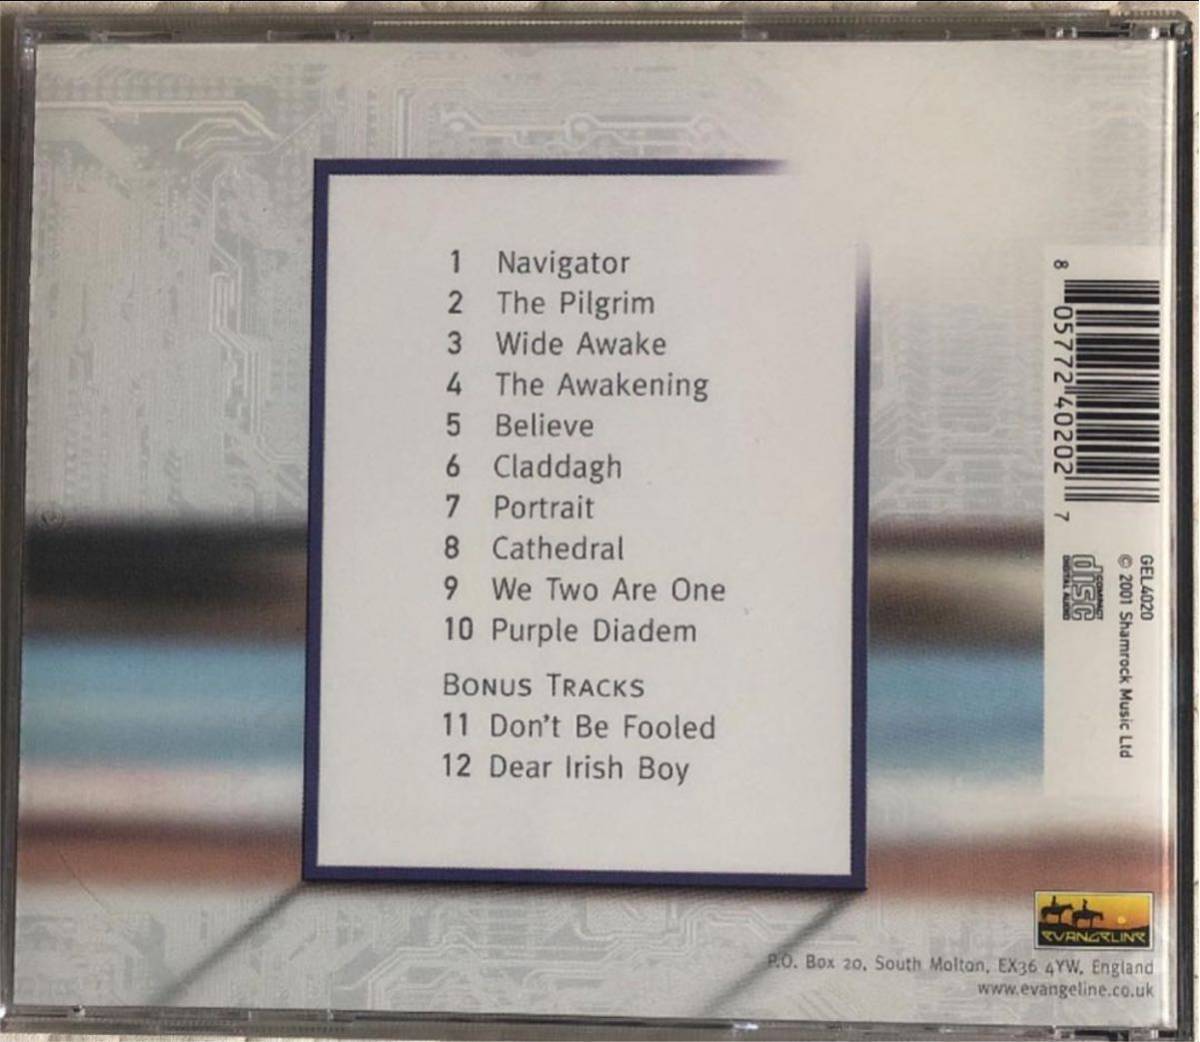 1 Navigator
2 The Pilgrim
3 Wide Awake
4 The Awakening
5 Believe
6 Claddagh
7 Portrait
8 Cathedral
9 We Two Are One
10 Purple Diadem
BONUS TRACKS
11 Don't Be Fooled
12 Dear Irish Boy
8 05772 40202 7
COMPACT
disc
DIGITAL AUDIO
GEL4020
© 2001 Shamrock Music Ltd
EVANGELINE
P.O. Box 20, South Molton, EX36 4YW, England
www.evangeline.co.uk